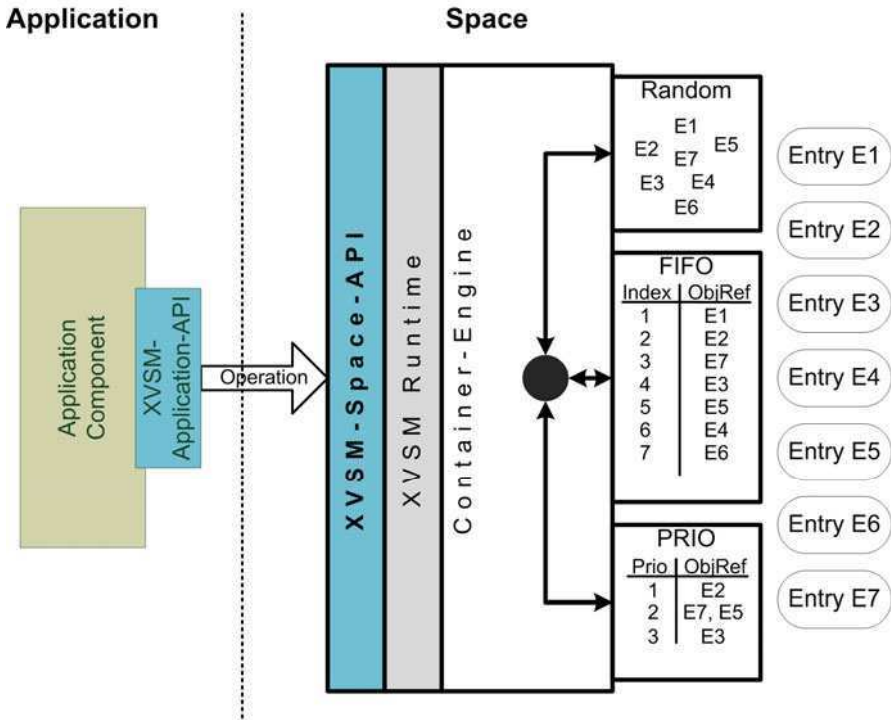 Application
Space
Application
Component
XVSM-
Application-API
Operation
XVSM-Space-API
XVSM Runtime
Container-Engine
Random
E1
E2 E5
E7
E3 E4
E6
FIFO
Index ObjRef
1 E1
2 E2
3 E7
4 E3
5 E5
6 E4
7 E6
PRIO
Prio ObjRef
1 E2
2 E7, E5
3 E3
Entry E1
Entry E2
Entry E3
Entry E4
Entry E5
Entry E6
Entry E7